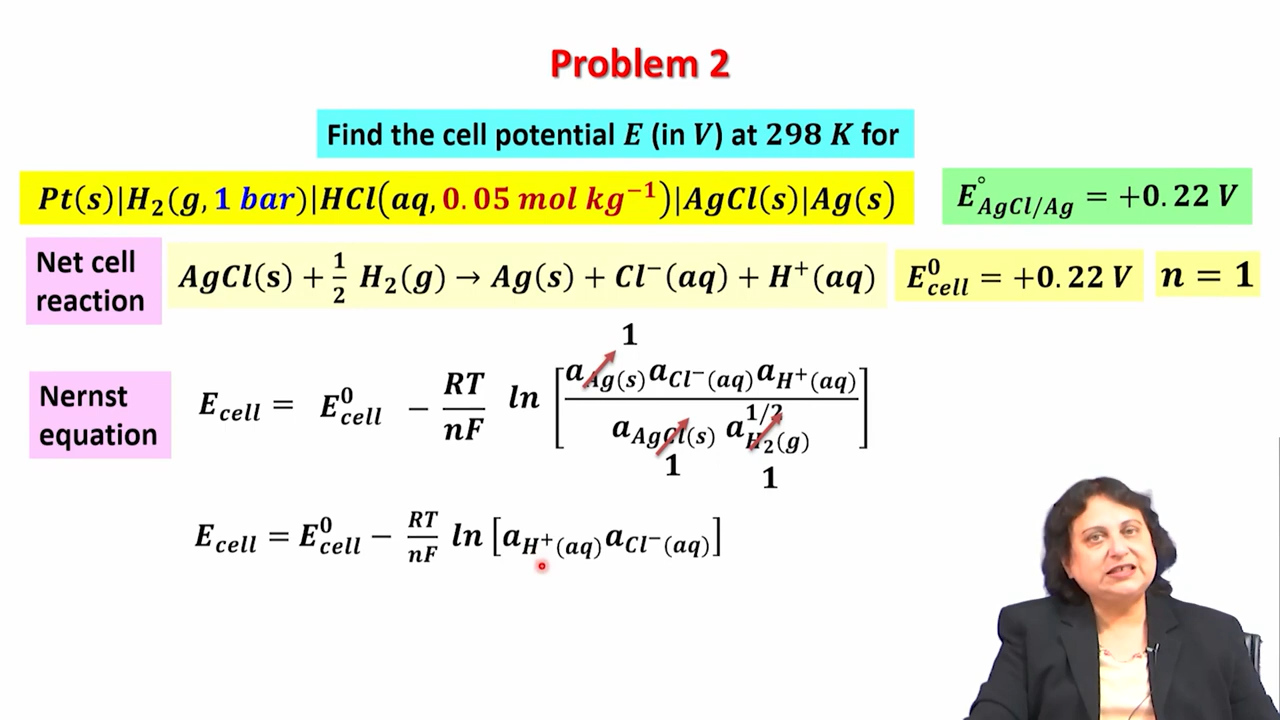 Problem 2
Find the cell potential E (in V) at 298 K for
Pt(s)|H₂(g, 1 bar)|HCl(aq, 0.05 mol kg⁻¹)|AgCl(s)|Ag(s)
E°AgCl/Ag = +0.22 V
Net cell
reaction
AgCl(s) + 1/2 H₂(g) → Ag(s) + Cl⁻(aq) + H⁺(aq)
E⁰cell = +0.22 V
n = 1
Nernst
equation
1
Ecell = E⁰cell − RT/nF ln [aAg(s) aCl⁻(aq) aH⁺(aq) / aAgCl(s) a^1/2 H₂(g)]
1
1
Ecell = E⁰cell − RT/nF ln [aH⁺(aq) aCl⁻(aq)]